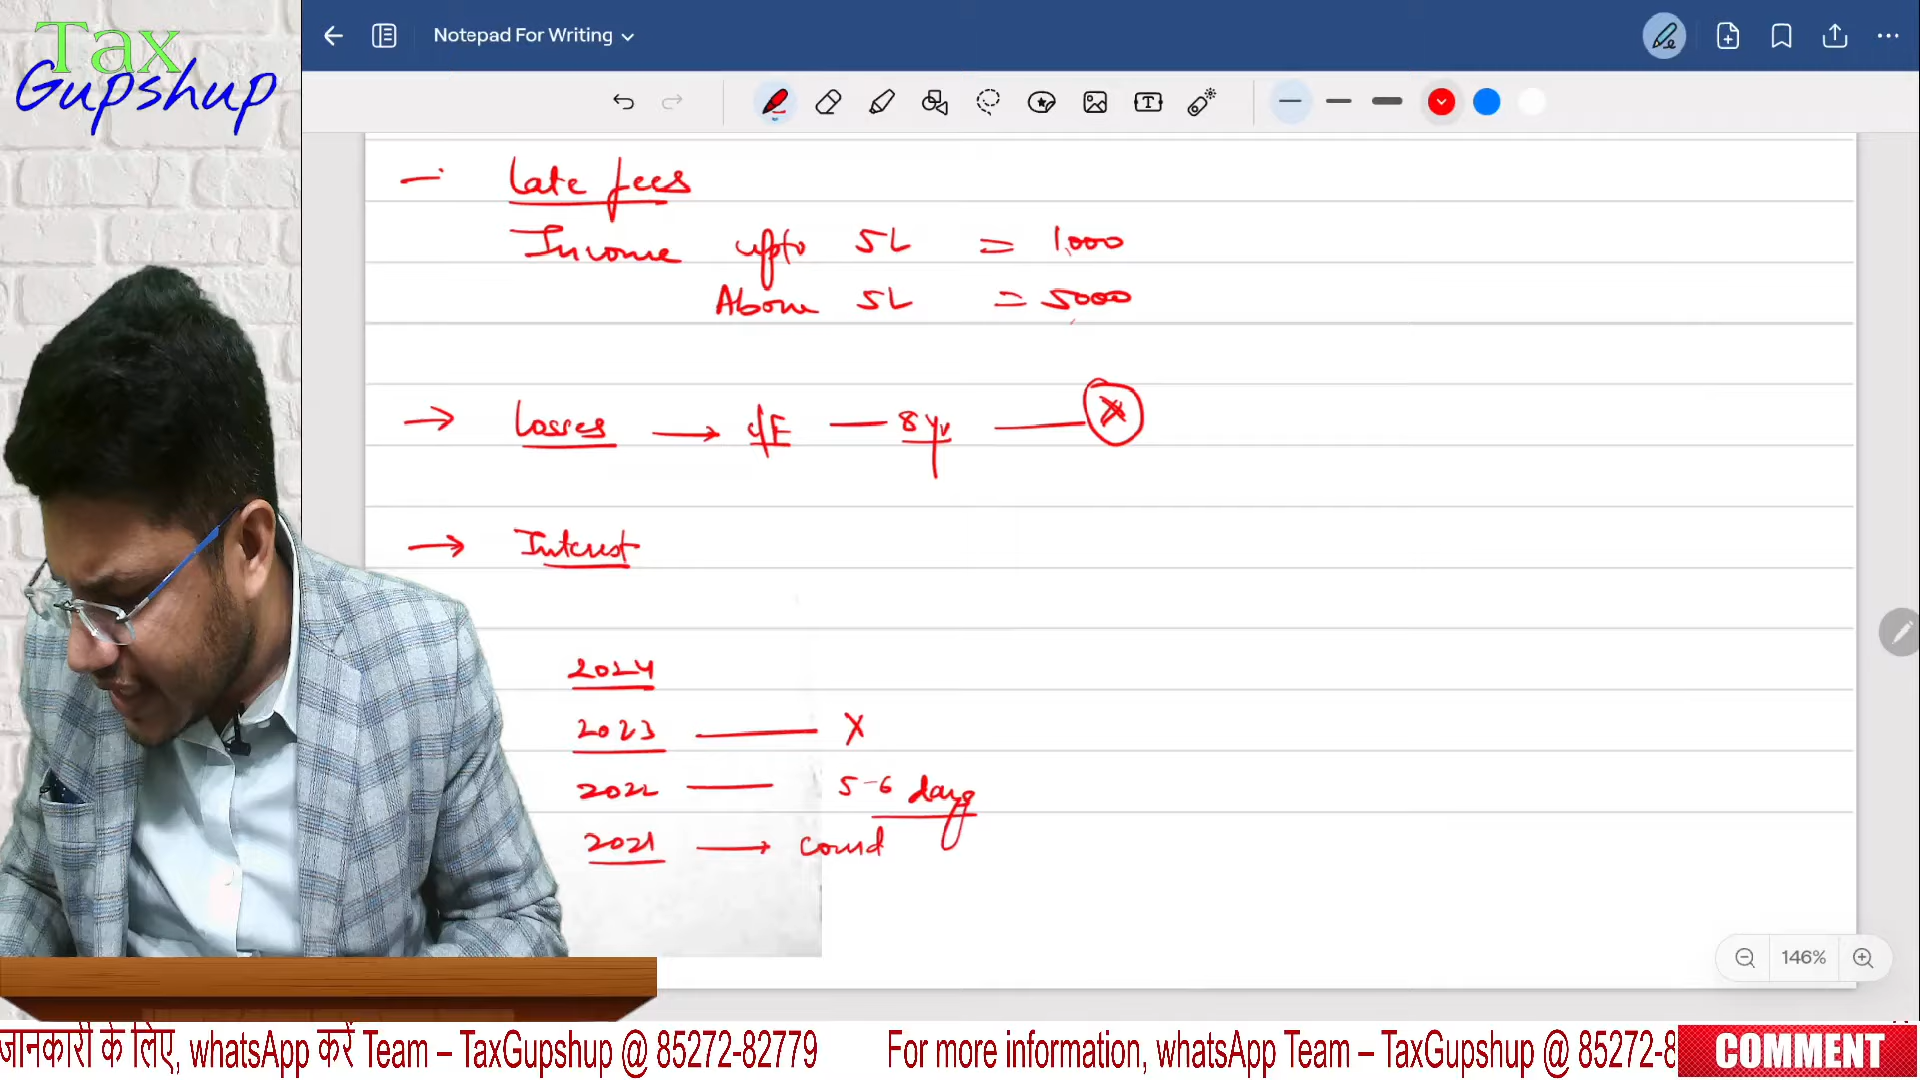 Tax
Gupshup
Notepad For Writing
T
— Late fees
Income upto 5L = 1,000
Above 5L = 5000
→ Losses → c/F — 8 yr — X
→ Interest
2024
2023 — X
2022 — 5-6 days
2021 → Covid
146%
जानकारी के लिए, whatsApp करें Team – TaxGupshup @ 85272-82779 For more information, whatsApp Team – TaxGupshup @ 85272-8
COMMENT